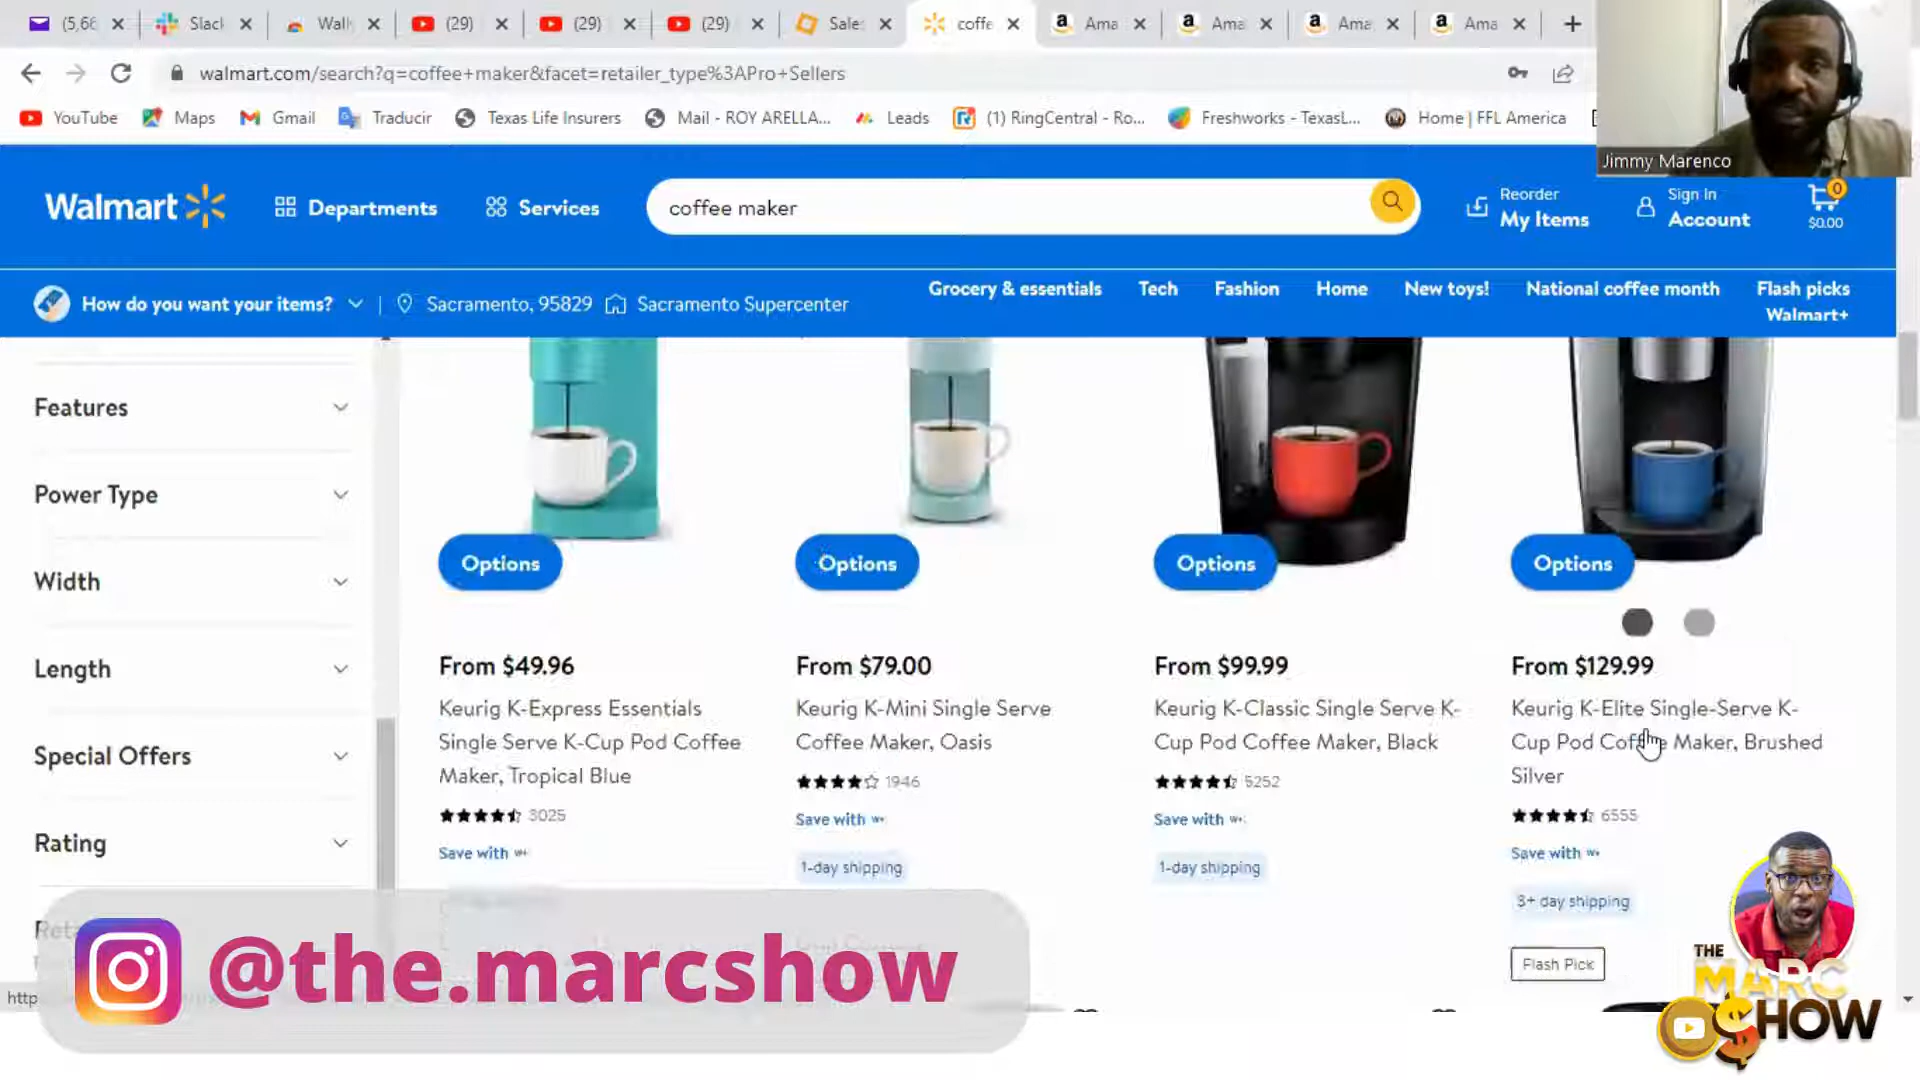 (5,66
Slack
Wall
(29)
(29)
(29)
Sale
coffe
Ama
Ama
Ama
Ama
walmart.com/search?q=coffee+maker&facet=retailer_type%3APro+Sellers
YouTube
Maps
Gmail
Traducir
Texas Life Insurers
Mail - ROY ARELLA...
Leads
(1) RingCentral - Ro...
Freshworks - TexasL...
Home | FFL America
Jimmy Marenco
Walmart
Departments
Services
coffee maker
Reorder
My Items
Sign In
Account
0
$0.00
How do you want your items?
Sacramento, 95829
Sacramento Supercenter
Grocery & essentials
Tech
Fashion
Home
New toys!
National coffee month
Flash picks
Walmart+
Features
Power Type
Width
Length
Special Offers
Rating
Options
Options
Options
Options
From $49.96
Keurig K-Express Essentials
Single Serve K-Cup Pod Coffee
Maker, Tropical Blue
3025
Save with W+
From $79.00
Keurig K-Mini Single Serve
Coffee Maker, Oasis
1946
Save with W+
1-day shipping
From $99.99
Keurig K-Classic Single Serve K-
Cup Pod Coffee Maker, Black
5252
Save with W+
1-day shipping
From $129.99
Keurig K-Elite Single-Serve K-
Cup Pod Coffee Maker, Brushed
Silver
6555
Save with W+
3+ day shipping
Flash Pick
http
@the.marcshow
THE
MARC
SHOW